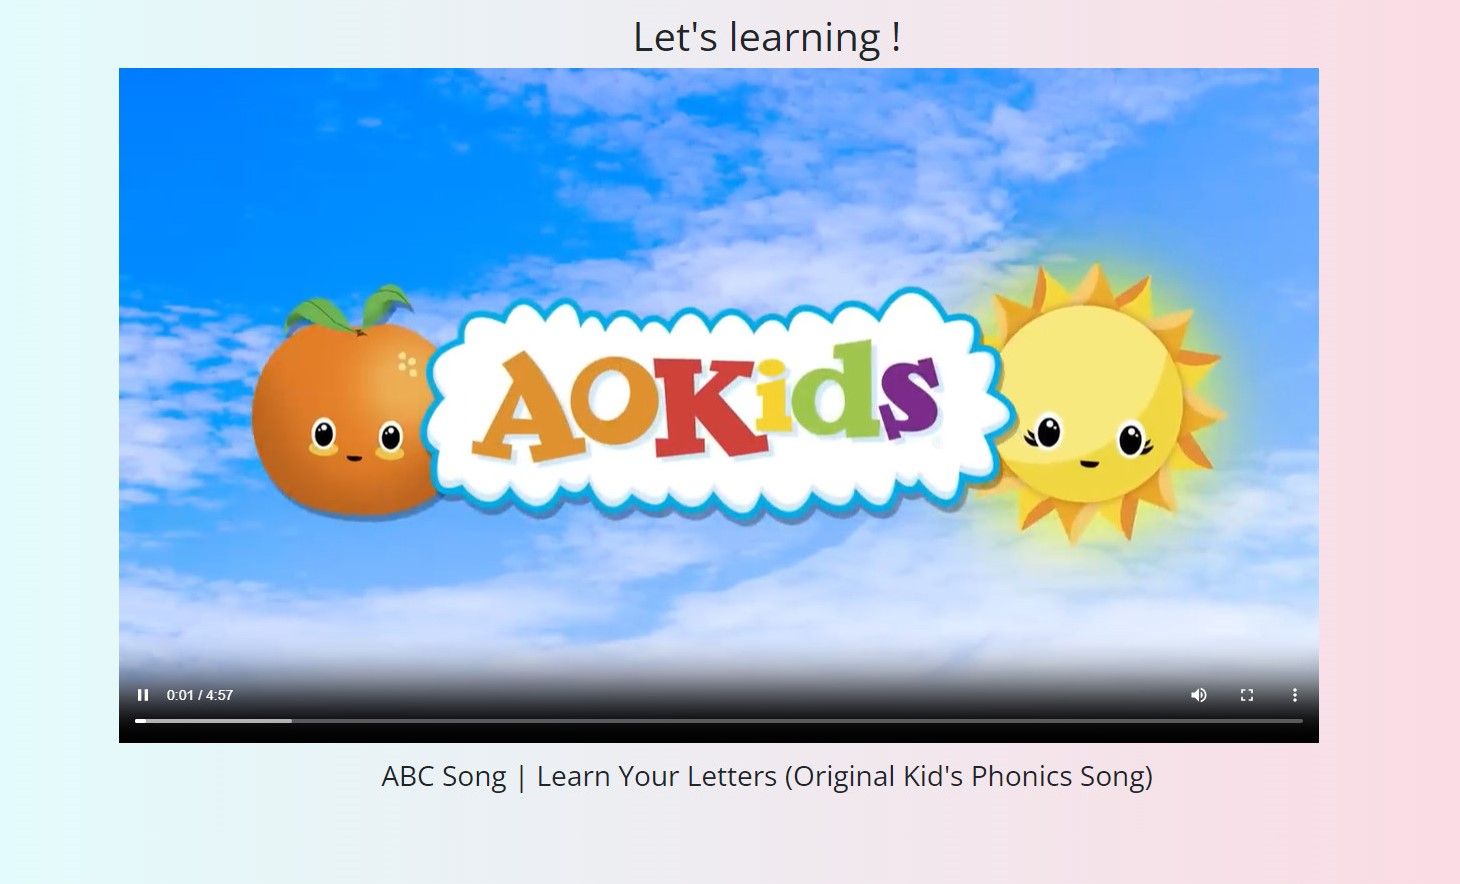 Let's learning !
AOKids
0:01 / 4:57
ABC Song | Learn Your Letters (Original Kid's Phonics Song)